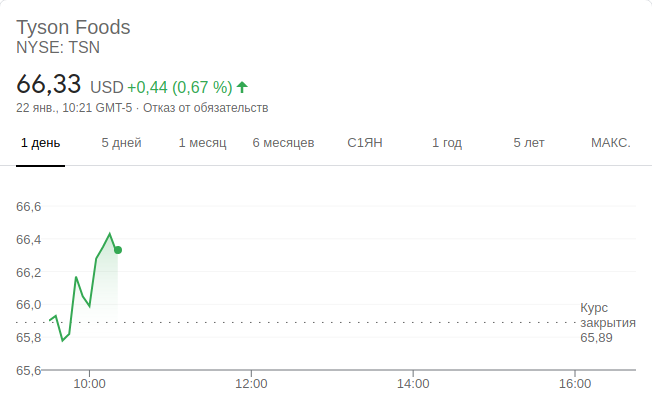 Tyson Foods
NYSE: TSN
66,33 USD +0,44 (0,67 %)
22 янв., 10:21 GMT-5 · Отказ от обязательств
1 день 5 дней 1 месяц 6 месяцев С1ЯН 1 год 5 лет МАКС.
66,6
66,4
66,2
66,0
Курс
закрытия
65,89
65,8
65,6
10:00 12:00 14:00 16:00